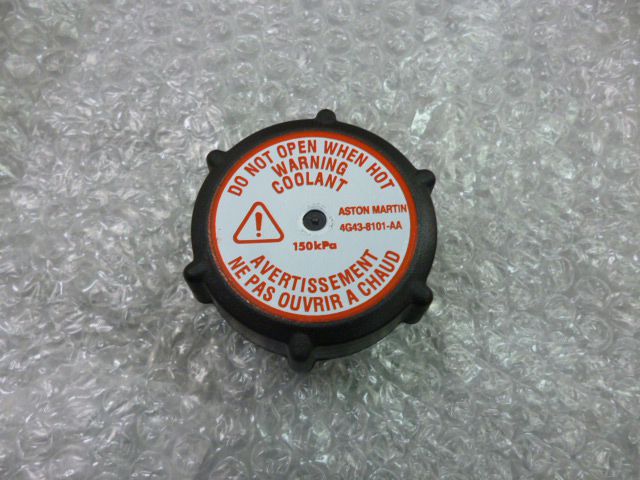 DO NOT OPEN WHEN HOT
WARNING
COOLANT
ASTON MARTIN
4G43-8101-AA
150kPa
AVERTISSEMENT
NE PAS OUVRIR A CHAUD